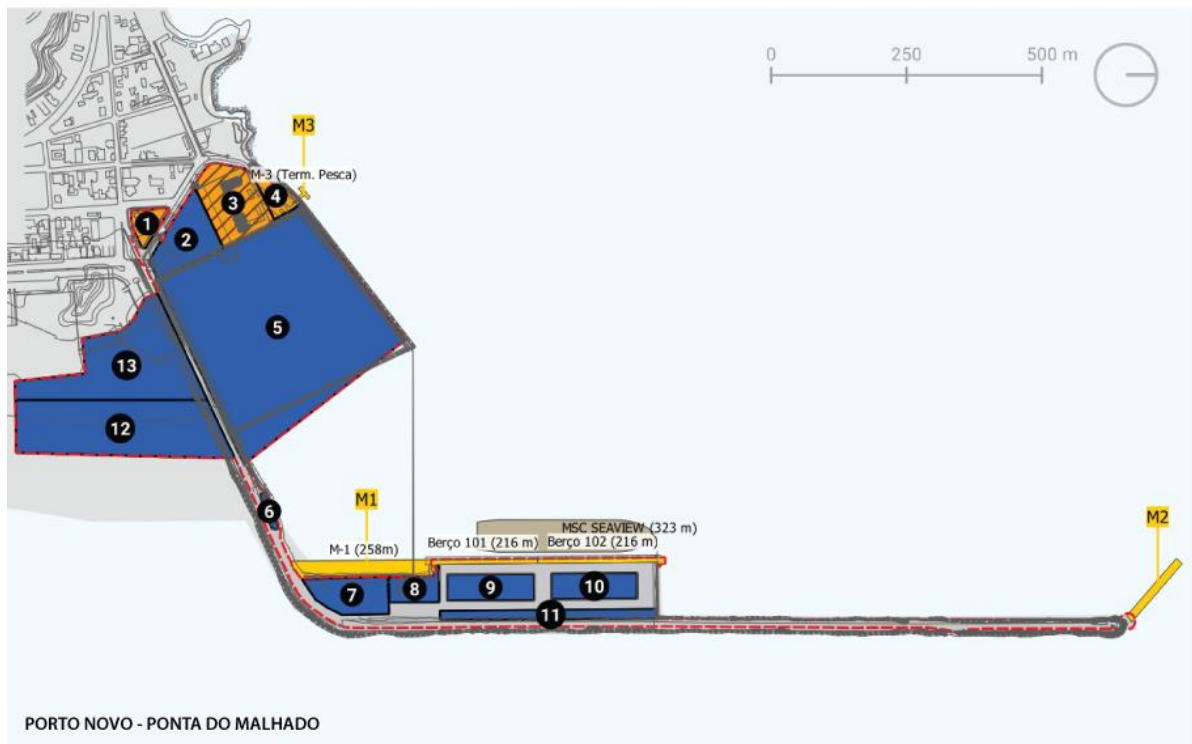 0 250 500 m
M3
M-3 (Term. Pesca)
1
2
3
4
5
13
12
6
M1
M-1 (258m)
MSC SEAVIEW (323 m)
Berço 101 (216 m) Berço 102 (216 m)
M2
7
8
9
10
11
PORTO NOVO - PONTA DO MALHADO